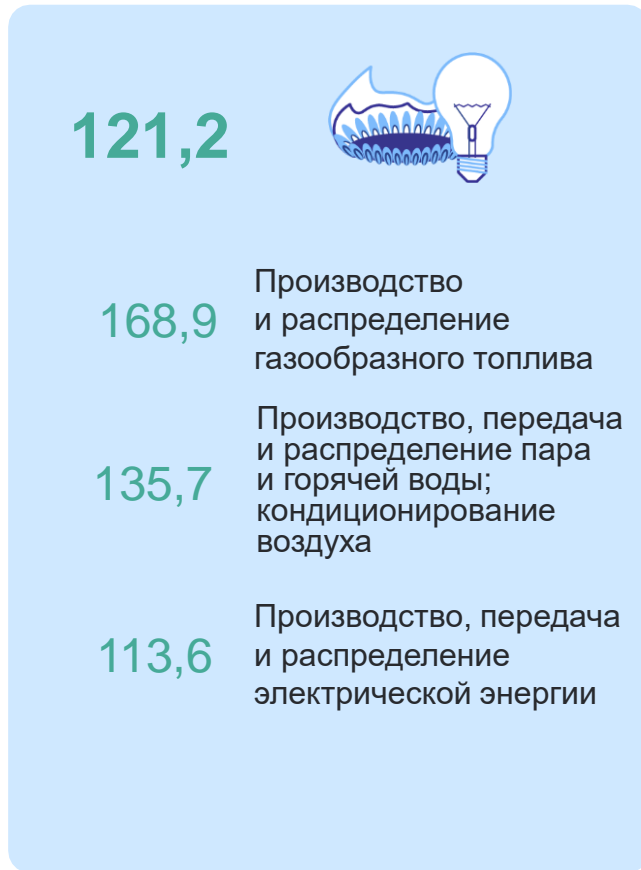 121,2
168,9
Производство
и распределение
газообразного топлива
135,7
Производство, передача
и распределение пара
и горячей воды;
кондиционирование
воздуха
113,6
Производство, передача
и распределение
электрической энергии